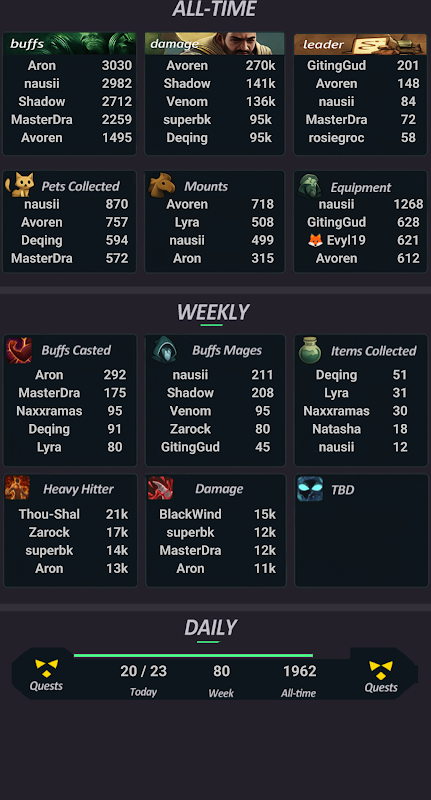 ALL-TIME
buffs
Aron 3030
nausii 2982
Shadow 2712
MasterDra 2259
Avoren 1495
damage
Avoren 270k
Shadow 141k
Venom 136k
superbk 95k
Deqing 95k
leader
GitingGud 201
Avoren 148
nausii 84
MasterDra 72
rosiegroc 58
Pets Collected
nausii 870
Avoren 757
Deqing 594
MasterDra 572
Mounts
Avoren 718
Lyra 508
nausii 499
Aron 315
Equipment
nausii 1268
GitingGud 628
🦊 Evyl19 621
Avoren 612
WEEKLY
Buffs Casted
Aron 292
MasterDra 175
Naxxramas 95
Deqing 91
Lyra 80
Buffs Mages
nausii 211
Shadow 208
Venom 95
Zarock 80
GitingGud 45
Items Collected
Deqing 51
Lyra 31
Naxxramas 30
Natasha 18
nausii 12
Heavy Hitter
Thou-Shal 21k
Zarock 17k
superbk 14k
Aron 13k
Damage
BlackWind 15k
superbk 12k
MasterDra 12k
Aron 11k
TBD
DAILY
Quests
20 / 23
Today
80
Week
1962
All-time
Quests